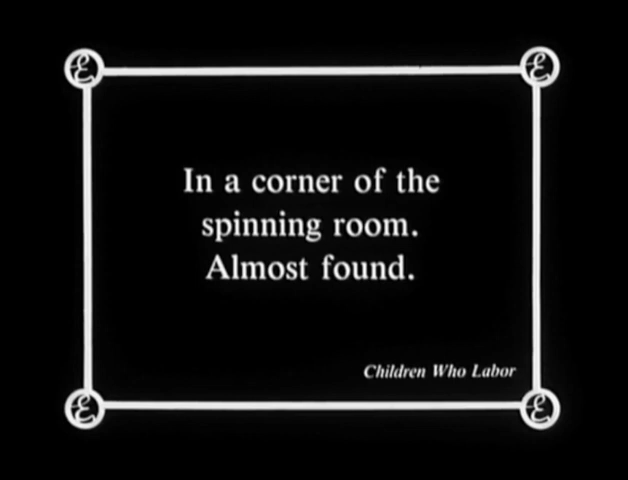 E E
In a corner of the
spinning room.
Almost found.
Children Who Labor
E E